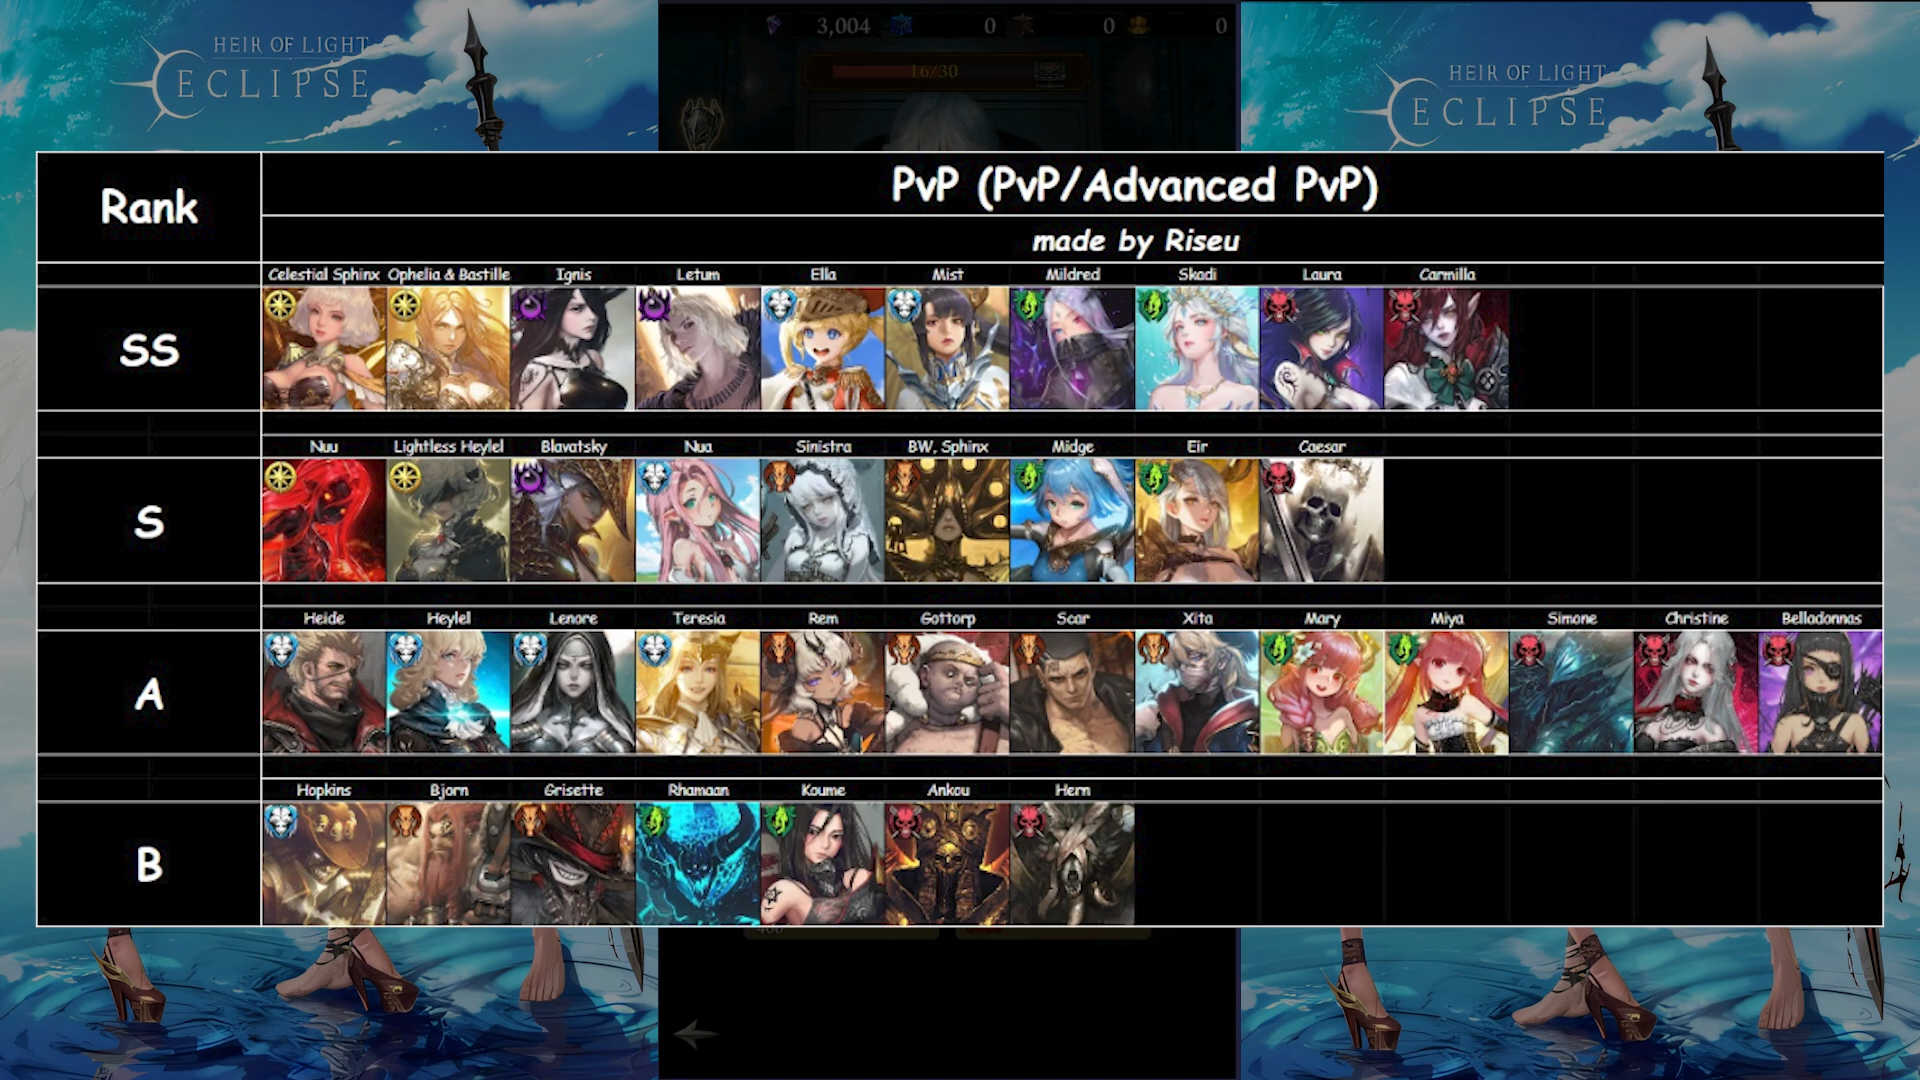 HEIR OF LIGHT
ECLIPSE
3,004
0
0
0
16/30
HEIR OF LIGHT
ECLIPSE
Rank
PvP (PvP/Advanced PvP)
made by Riseu
Celestial Sphinx Ophelia & Bastille Ignis Letum Ella Mist Mildred Skadi Laura Carmilla
SS
Nuu Lightless Heylel Blavatsky Nua Sinistra BW, Sphinx Midge Eir Caesar
S
Heide Heylel Lenore Teresia Rem Gottorp Scar Xita Mary Miya Simone Christine Belladonnas
A
Hopkins Bjorn Grisette Rhamaan Koume Ankou Hern
B
400